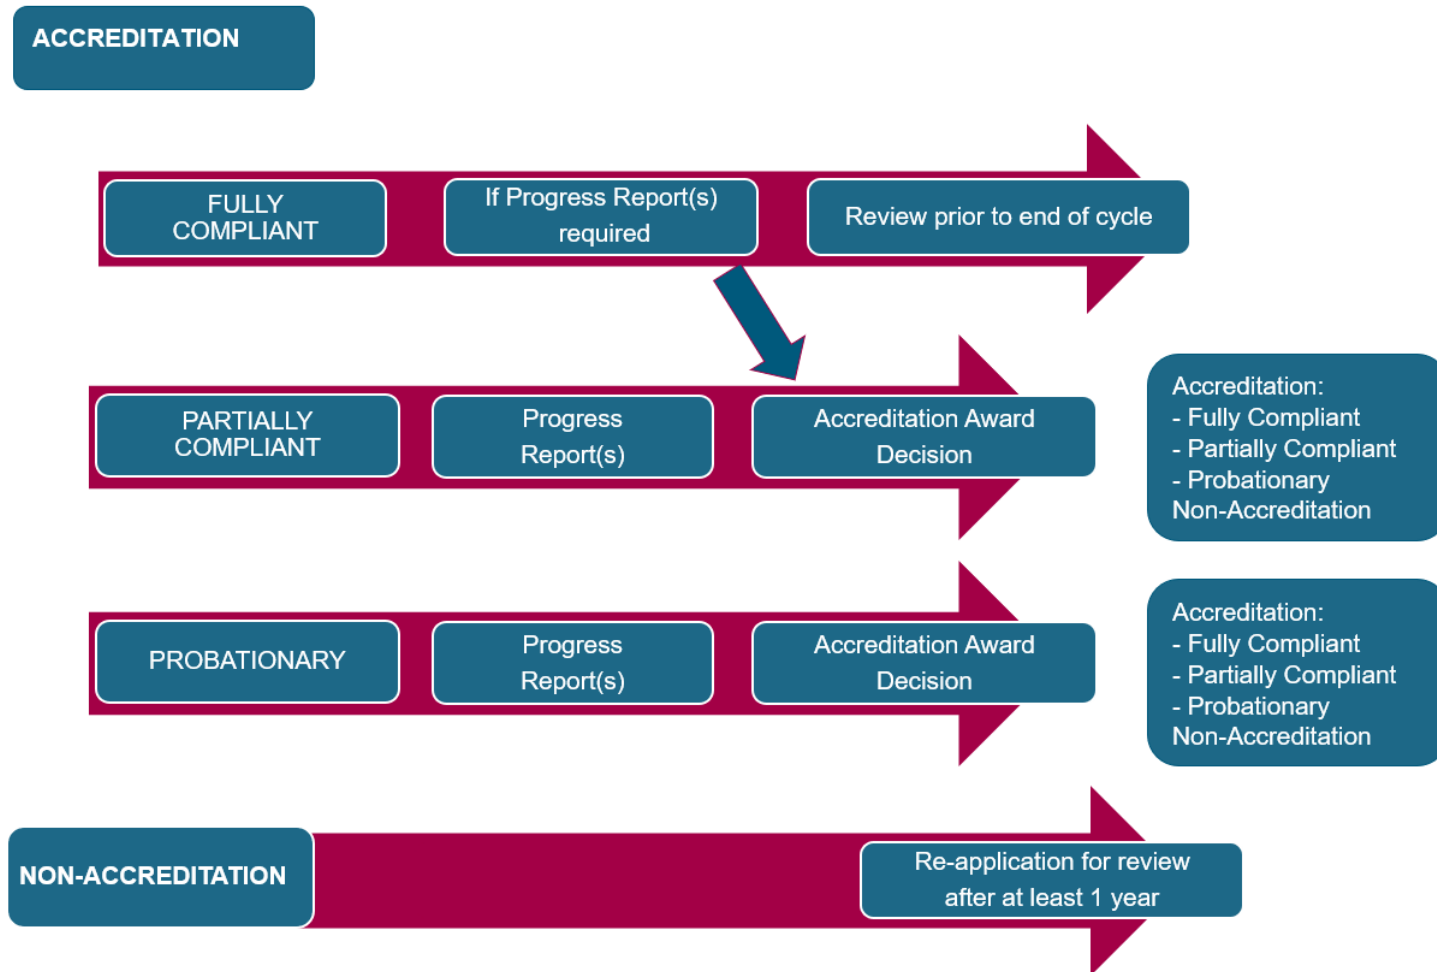 ACCREDITATION
FULLY
COMPLIANT
If Progress Report(s)
required
Review prior to end of cycle
PARTIALLY
COMPLIANT
Progress
Report(s)
Accreditation Award
Decision
Accreditation:
- Fully Compliant
- Partially Compliant
- Probationary
Non-Accreditation
PROBATIONARY
Progress
Report(s)
Accreditation Award
Decision
Accreditation:
- Fully Compliant
- Partially Compliant
- Probationary
Non-Accreditation
NON-ACCREDITATION
Re-application for review
after at least 1 year